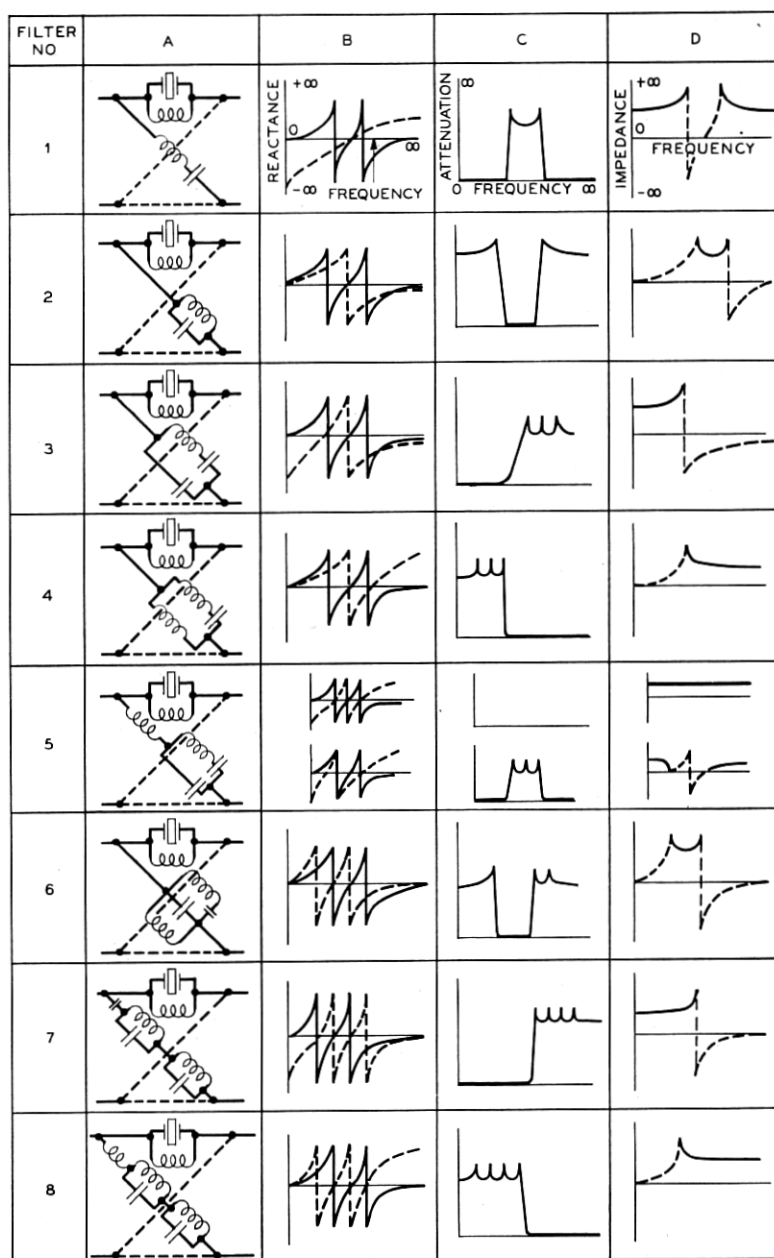 FILTER NO A B C D
1
REACTANCE
+∞
0
−∞
∞
FREQUENCY
ATTENUATION
∞
0 FREQUENCY ∞
IMPEDANCE
+∞
0
FREQUENCY
−∞
2
3
4
5
6
7
8